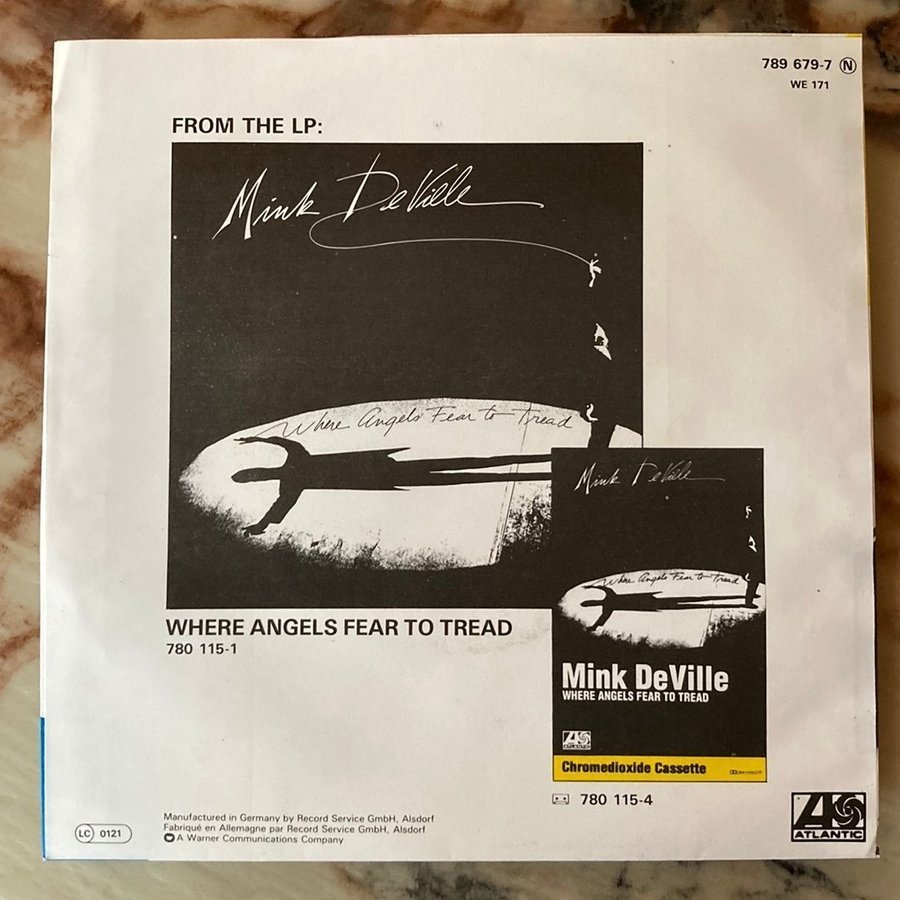 789 679-7 N
WE 171
FROM THE LP:
Mink DeVille
Where Angels Fear to Tread
WHERE ANGELS FEAR TO TREAD
780 115-1
Mink DeVille
Where Angels Fear to Tread
Mink DeVille
WHERE ANGELS FEAR TO TREAD
ATLANTIC
Chromedioxide Cassette
780 115-4
LC 0121
Manufactured in Germany by Record Service GmbH, Alsdorf
Fabriqué en Allemagne par Record Service GmbH, Alsdorf
A Warner Communications Company
ATLANTIC